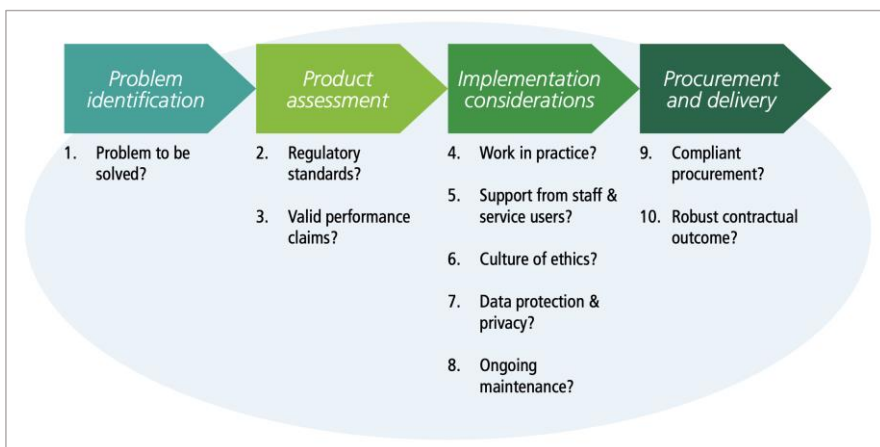 Problem
identification
Product
assessment
Implementation
considerations
Procurement
and delivery
1. Problem to be
solved?
2. Regulatory
standards?
3. Valid performance
claims?
4. Work in practice?
5. Support from staff &
service users?
6. Culture of ethics?
7. Data protection &
privacy?
8. Ongoing
maintenance?
9. Compliant
procurement?
10. Robust contractual
outcome?